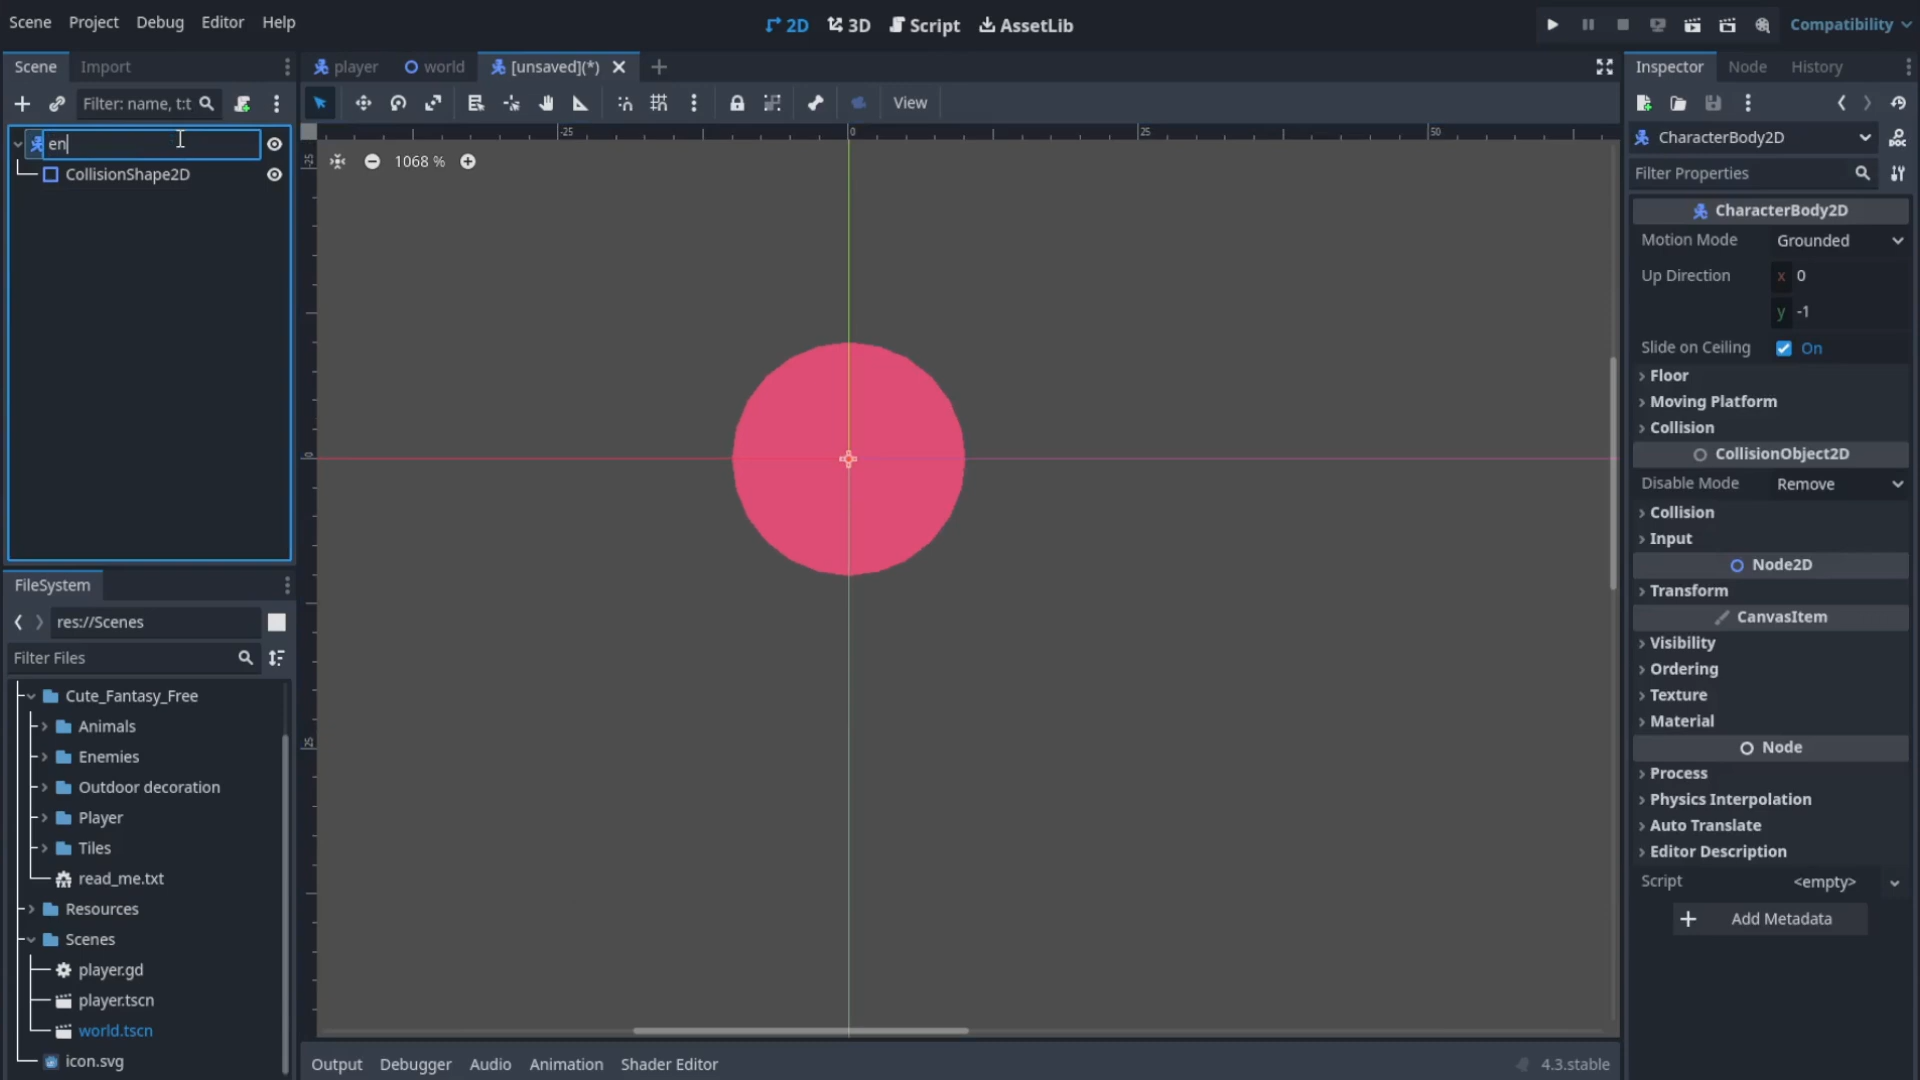 Scene Project Debug Editor Help
2D 3D Script AssetLib
Compatibility
Scene Import
player world [unsaved](*)
Inspector Node History
Filter: name, t:t
View
en
CollisionShape2D
-25 0 25 50
-25
0
25
1068 %
CharacterBody2D
Filter Properties
CharacterBody2D
Motion Mode Grounded
Up Direction x 0
y -1
Slide on Ceiling On
Floor
Moving Platform
Collision
CollisionObject2D
Disable Mode Remove
Collision
Input
Node2D
Transform
CanvasItem
Visibility
Ordering
Texture
Material
Node
Process
Physics Interpolation
Auto Translate
Editor Description
Script <empty>
Add Metadata
FileSystem
res://Scenes
Filter Files
Cute_Fantasy_Free
Animals
Enemies
Outdoor decoration
Player
Tiles
read_me.txt
Resources
Scenes
player.gd
player.tscn
world.tscn
icon.svg
Output Debugger Audio Animation Shader Editor
4.3.stable